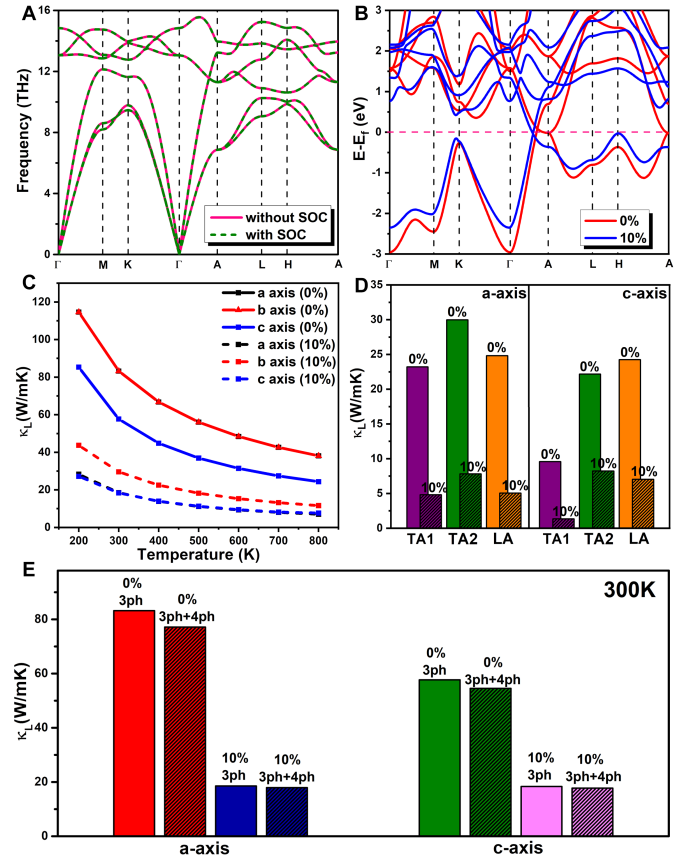 A
Frequency (THz)
16
12
8
4
0
without SOC
with SOC
Γ M K Γ A L H A
B
E-Ef (eV)
3
2
1
0
-1
-2
-3
0%
10%
Γ M K Γ A L H A
C
κL(W/mK)
120
100
80
60
40
20
0
a axis (0%)
b axis (0%)
c axis (0%)
a axis (10%)
b axis (10%)
c axis (10%)
200 300 400 500 600 700 800
Temperature (K)
D
κL(W/mK)
35
30
25
20
15
10
5
0
a-axis
0%
10%
0%
10%
0%
10%
TA1 TA2 LA
c-axis
0%
10%
0%
10%
0%
10%
TA1 TA2 LA
E
300K
κL(W/mK)
80
60
40
20
0
0%
3ph
0%
3ph+4ph
10%
3ph
10%
3ph+4ph
a-axis
0%
3ph
0%
3ph+4ph
10%
3ph
10%
3ph+4ph
c-axis